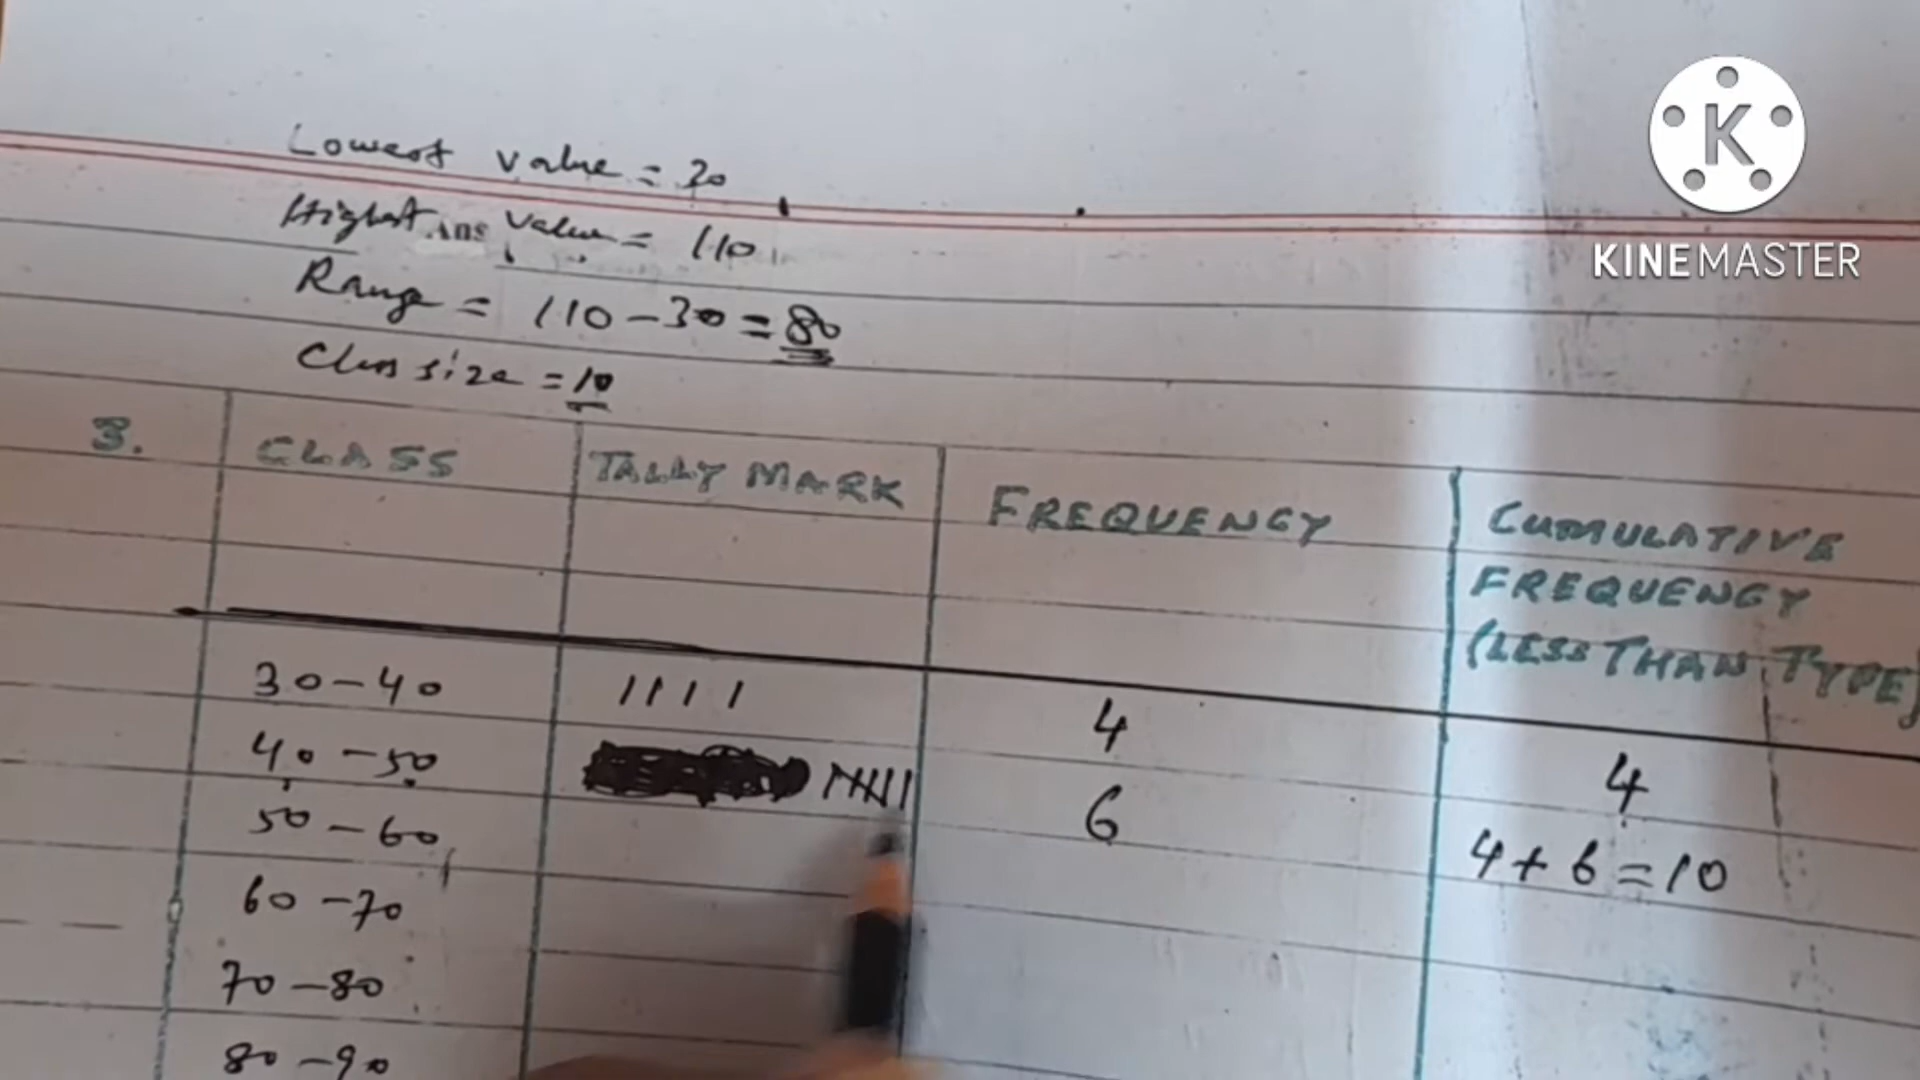 Lowest value = 30
Highest value = 110
Ans
Range = 110 - 30 = 80
Class size = 10
3. CLASS TALLY MARK FREQUENCY CUMULATIVE FREQUENCY (LESS THAN TYPE)
30-40 |||| 4 4
40-50 6 4+6=10
50-60
60-70
70-80
80-90
K
KINEMASTER